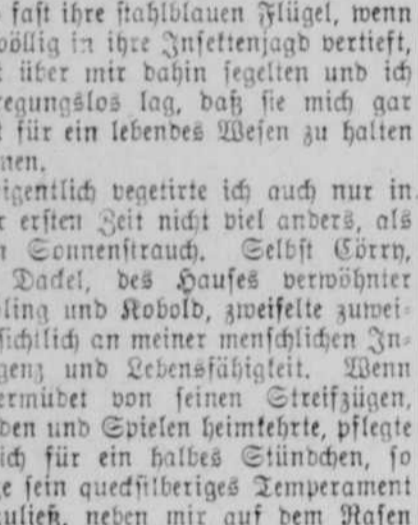 fast ihre stahlblauen Flügel, wenn
völlig in ihre Insektenjagd vertieft,
über mir dahin segelten und ich
regungslos lag, daß sie mich gar
für ein lebendes Wesen zu halten
nen.
eigentlich vegetirte ich auch nur in
r ersten Zeit nicht viel anders, als
n Sonnenstrauch. Selbst Cörry,
Dackel, des Hauses verwöhnter
ling und Kobold, zweifelte zuwei-
sichtlich an meiner menschlichen In-
genz und Lebensfähigkeit. Wenn
ermüdet von seinen Streifzügen,
den und Spielen heimkehrte, pflegte
ich für ein halbes Stündchen, so
ge sein quecksilberiges Temperament
zuließ, neben mir auf dem Rasen